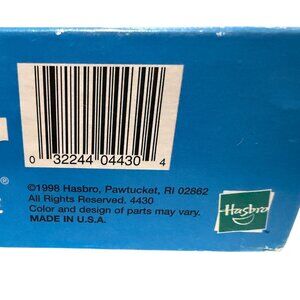 0 32244 04430 4
®
©1998 Hasbro, Pawtucket, RI 02862
All Rights Reserved. 4430
Color and design of parts may vary.
MADE IN U.S.A.
Hasbro